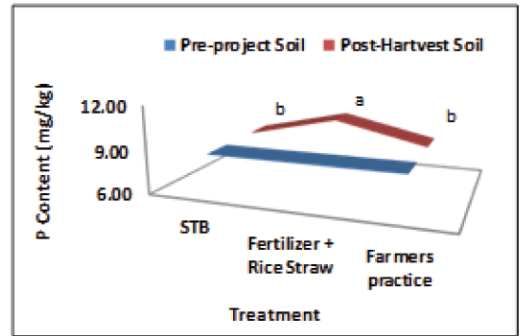 Pre-project Soil Post-Hartvest Soil
b a b
12.00
9.00
6.00
P Content [mg/kg)
STB
Fertilizer +
Rice Straw
Farmers
practice
Treatment